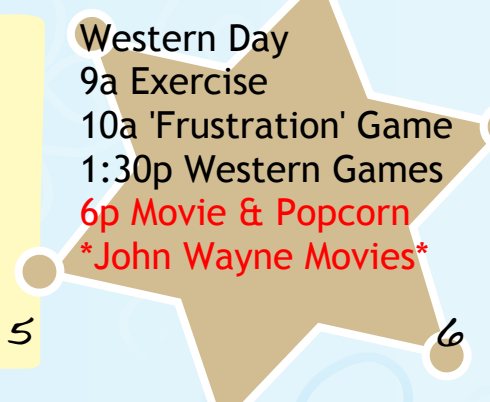 Western Day
9a Exercise
10a 'Frustration' Game
1:30p Western Games
6p Movie & Popcorn
*John Wayne Movies*
5
6